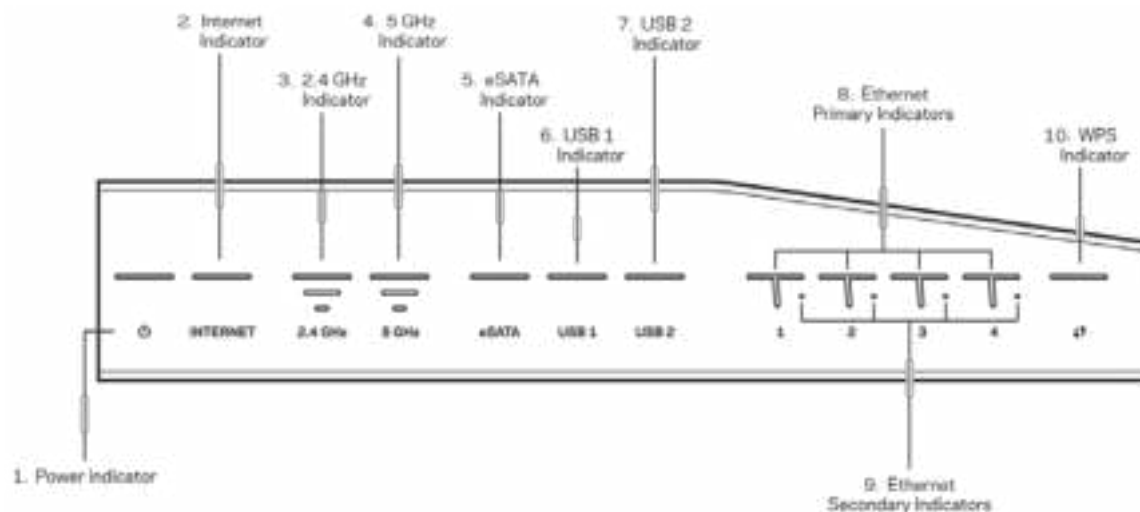 2. Internet
Indicator
4. 5 GHz
Indicator
7. USB 2
Indicator
3. 2.4 GHz
Indicator
5. eSATA
Indicator
8. Ethernet
Primary Indicators
6. USB 1
Indicator
10. WPS
Indicator
INTERNET
2.4 GHz
5 GHz
eSATA
USB 1
USB 2
1
2
3
4
1. Power indicator
9. Ethernet
Secondary Indicators